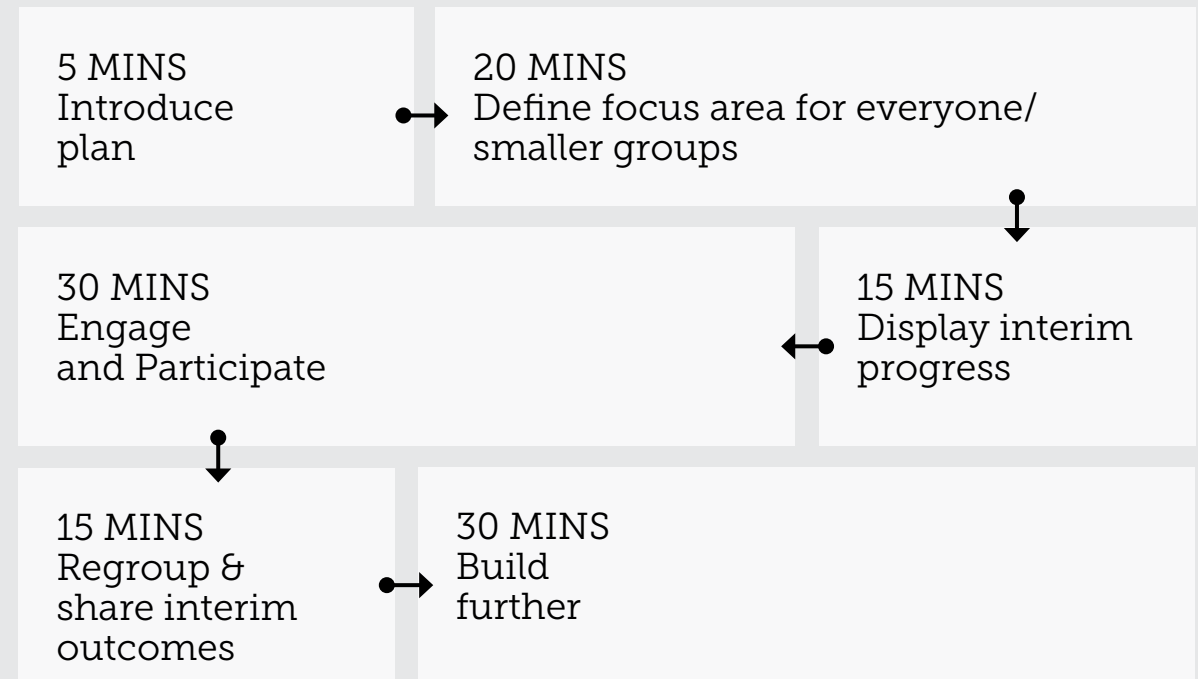 5 MINS
Introduce
plan
20 MINS
Define focus area for everyone/
smaller groups
15 MINS
Display interim
progress
30 MINS
Engage
and Participate
15 MINS
Regroup &
share interim
outcomes
30 MINS
Build
further